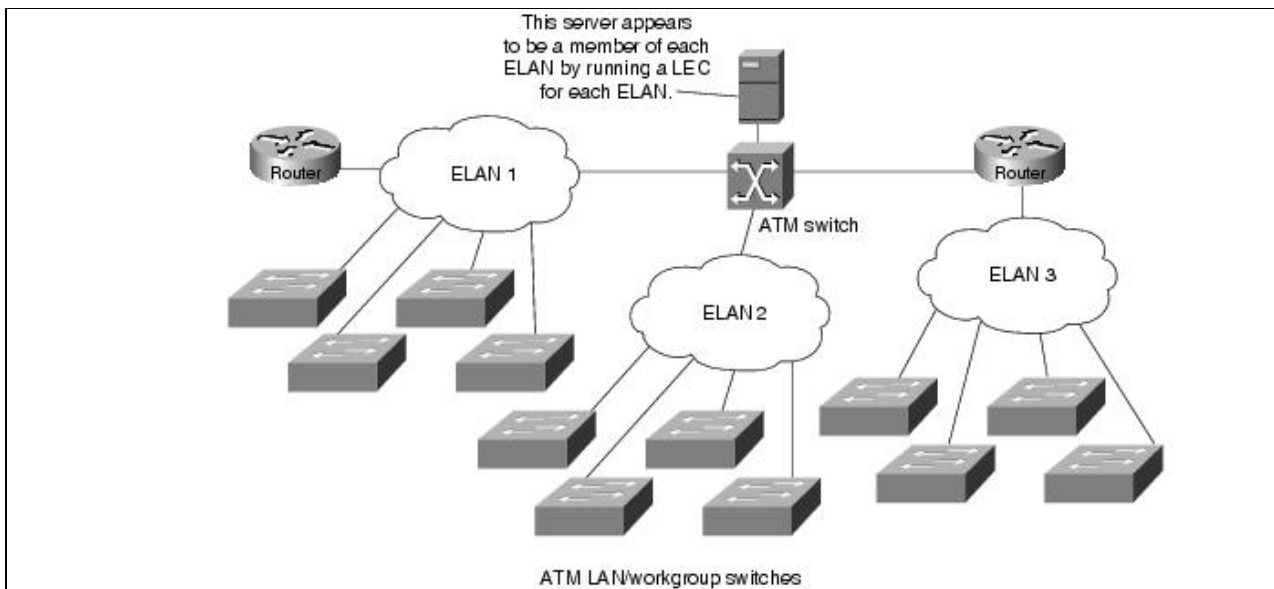 This server appears
to be a member of each
ELAN by running a LEC
for each ELAN.
Router
ELAN 1
Router
ATM switch
ELAN 2
ELAN 3
ATM LAN/workgroup switches